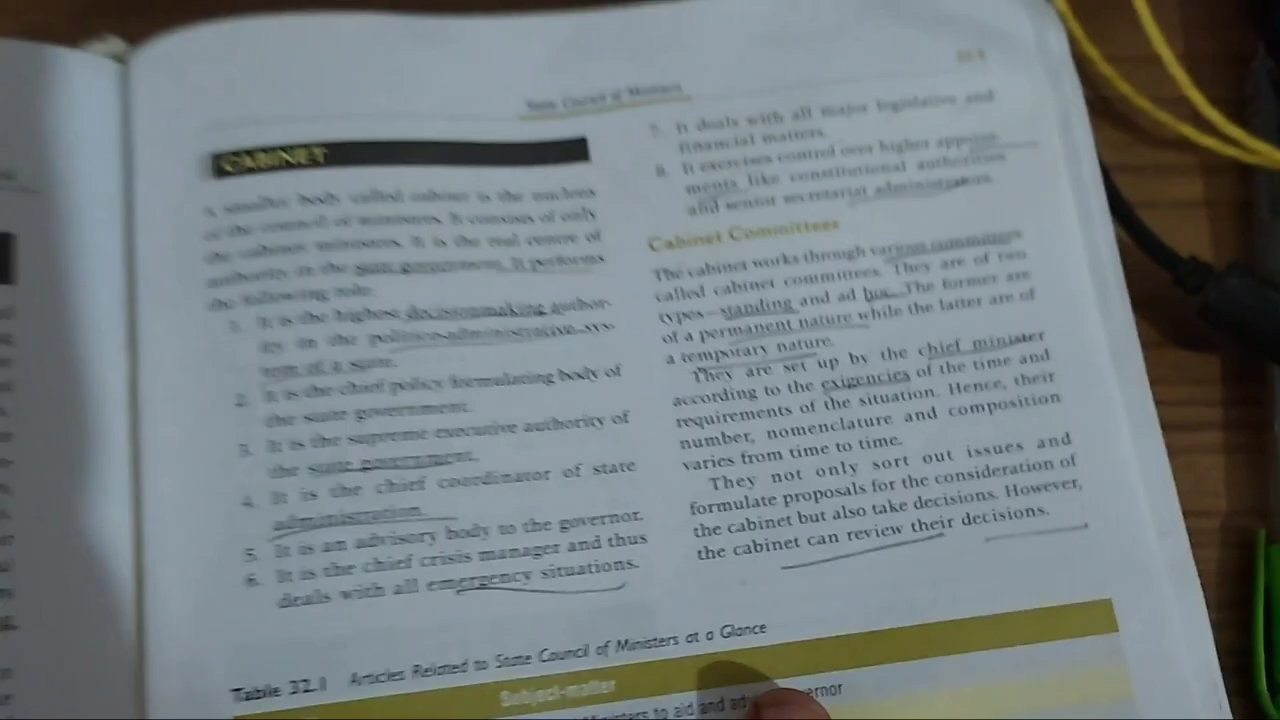 State Council of Ministers
CABINET
A smaller body called cabinet is the nucleus
of the council of ministers. It consists of only
the cabinet ministers. It is the real centre of
authority in the state government. It performs
the following role:
1. It is the highest decisionmaking author-
ity in the politico-administrative sys-
tem of a state.
2. It is the chief policy formulating body of
the state government.
3. It is the supreme executive authority of
the state government.
4. It is the chief coordinator of state
administration.
5. It is an advisory body to the governor.
6. It is the chief crisis manager and thus
deals with all emergency situations.
7. It deals with all major legislative and
financial matters.
8. It exercises control over higher appoint-
ments like constitutional authorities
and senior secretariat administrators.
Cabinet Committees
The cabinet works through various committees
called cabinet committees. They are of two
types—standing and ad hoc. The former are
of a permanent nature while the latter are of
a temporary nature.
They are set up by the chief minister
according to the exigencies of the time and
requirements of the situation. Hence, their
number, nomenclature and composition
varies from time to time.
They not only sort out issues and
formulate proposals for the consideration of
the cabinet but also take decisions. However,
the cabinet can review their decisions.
Table 32.1 Articles Related to State Council of Ministers at a Glance
Subject-matter
to aid and